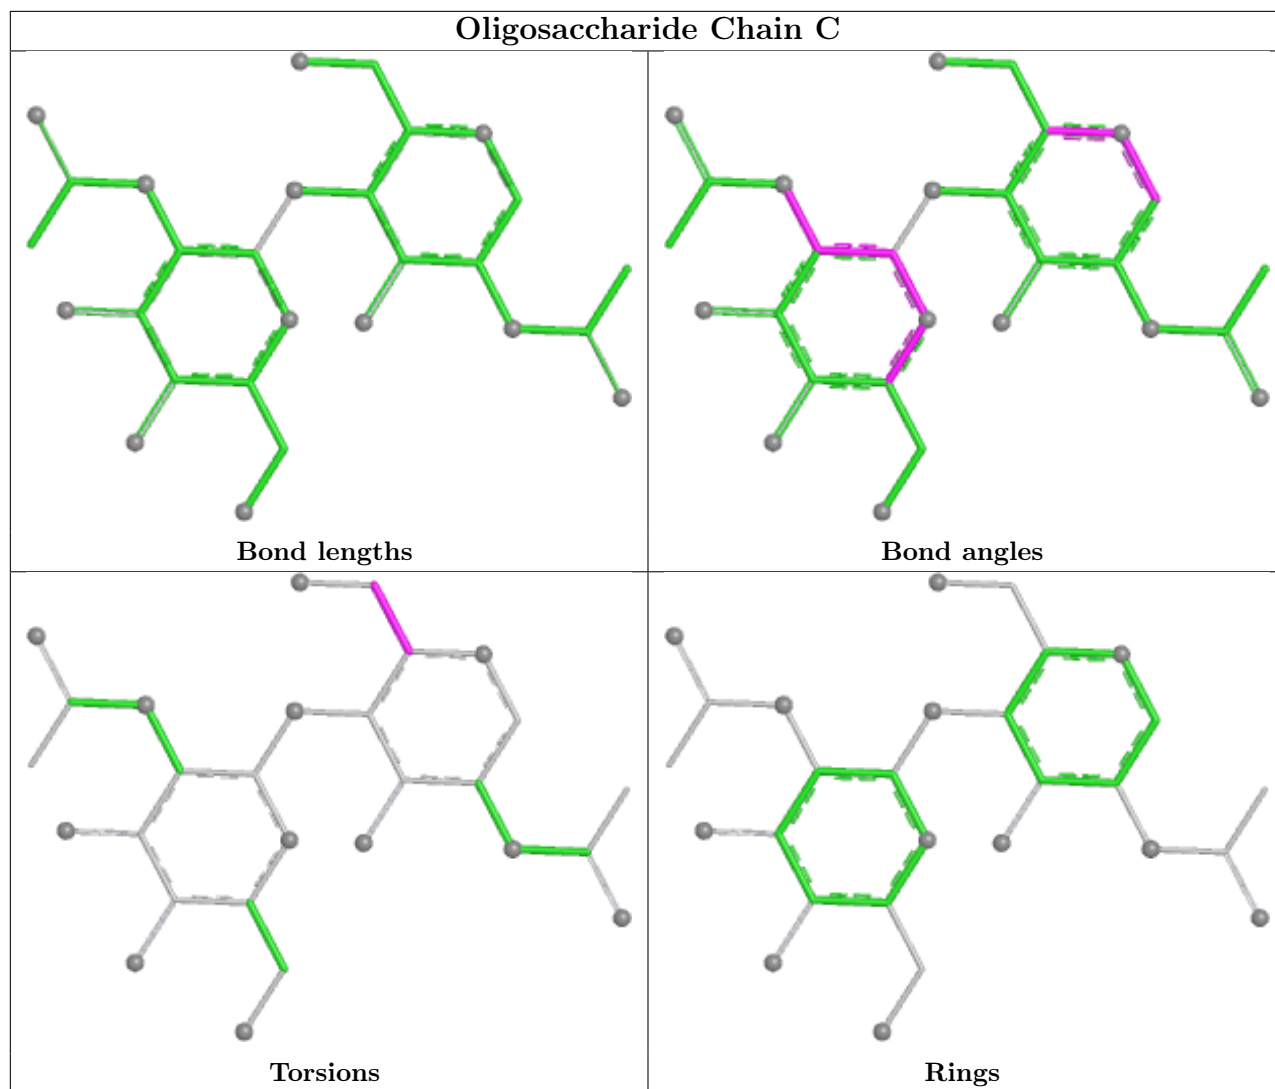 Oligosaccharide Chain C
Bond lengths
Bond angles
Torsions
Rings